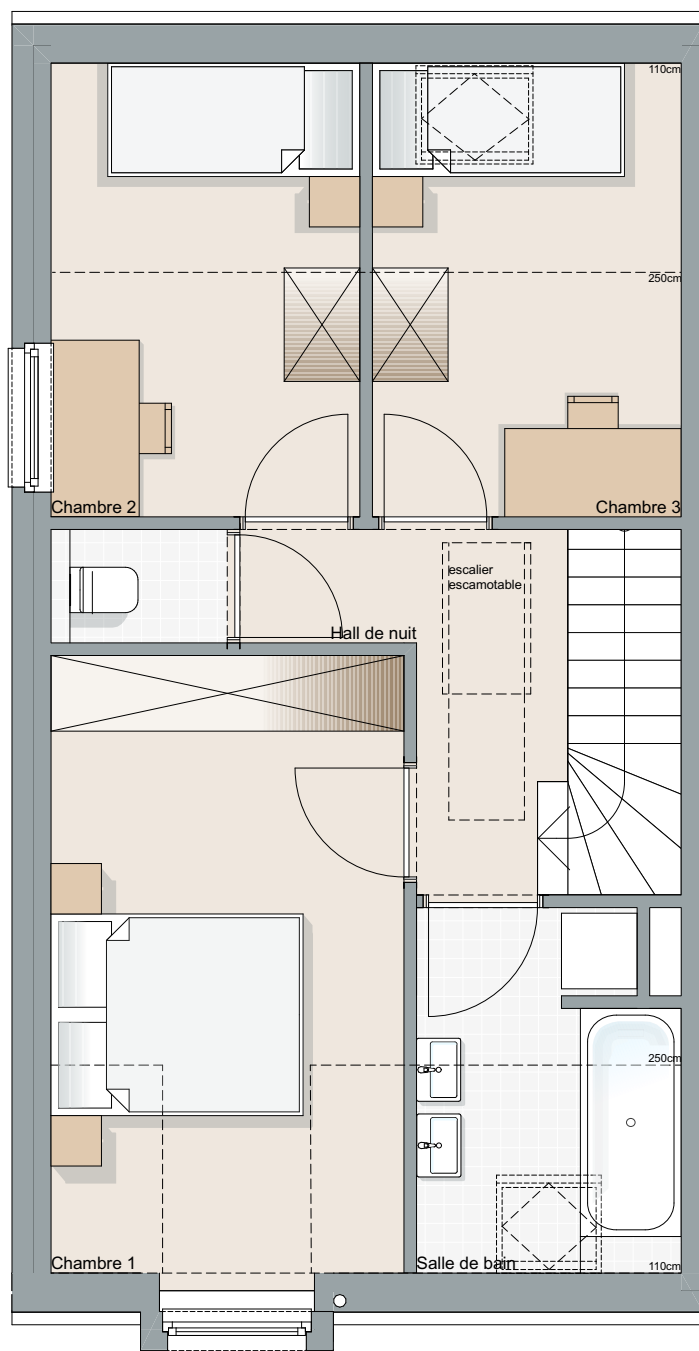 110cm
250cm
Chambre 2
Chambre 3
escalier
escamotable
Hall de nuit
250cm
Chambre 1
Salle de bain
110cm